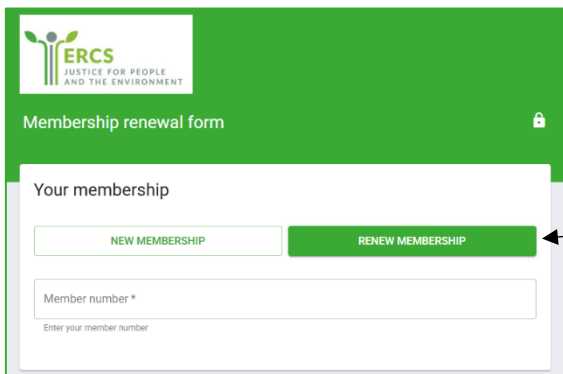 ERCS
JUSTICE FOR PEOPLE
AND THE ENVIRONMENT
Membership renewal form
Your membership
NEW MEMBERSHIP RENEW MEMBERSHIP
Member number *
Enter your member number